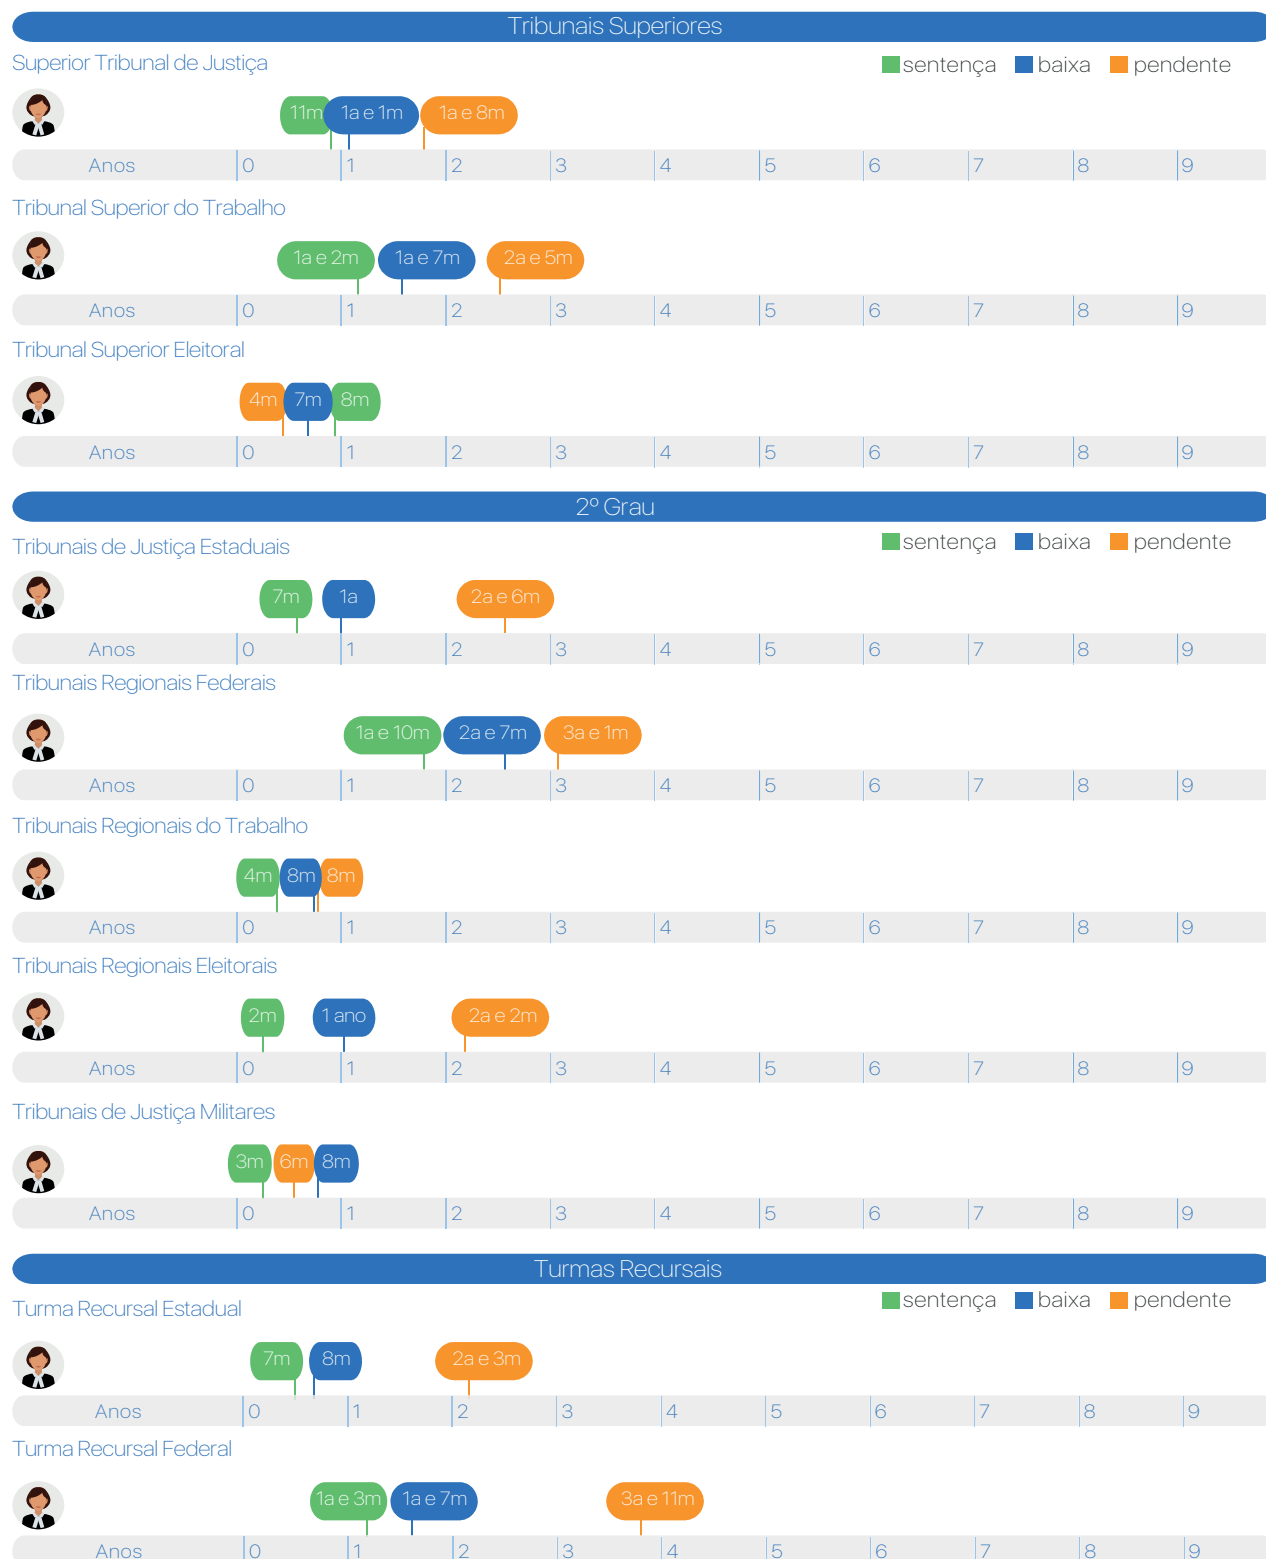 Tribunais Superiores
Superior Tribunal de Justiça
sentença baixa pendente
11m 1a e 1m 1a e 8m
Anos 0 1 2 3 4 5 6 7 8 9
Tribunal Superior do Trabalho
1a e 2m 1a e 7m 2a e 5m
Anos 0 1 2 3 4 5 6 7 8 9
Tribunal Superior Eleitoral
4m 7m 8m
Anos 0 1 2 3 4 5 6 7 8 9
2º Grau
Tribunais de Justiça Estaduais
sentença baixa pendente
7m 1a 2a e 6m
Anos 0 1 2 3 4 5 6 7 8 9
Tribunais Regionais Federais
1a e 10m 2a e 7m 3a e 1m
Anos 0 1 2 3 4 5 6 7 8 9
Tribunais Regionais do Trabalho
4m 8m 8m
Anos 0 1 2 3 4 5 6 7 8 9
Tribunais Regionais Eleitorais
2m 1 ano 2a e 2m
Anos 0 1 2 3 4 5 6 7 8 9
Tribunais de Justiça Militares
3m 6m 8m
Anos 0 1 2 3 4 5 6 7 8 9
Turmas Recursais
Turma Recursal Estadual
sentença baixa pendente
7m 8m 2a e 3m
Anos 0 1 2 3 4 5 6 7 8 9
Turma Recursal Federal
1a e 3m 1a e 7m 3a e 11m
Anos 0 1 2 3 4 5 6 7 8 9